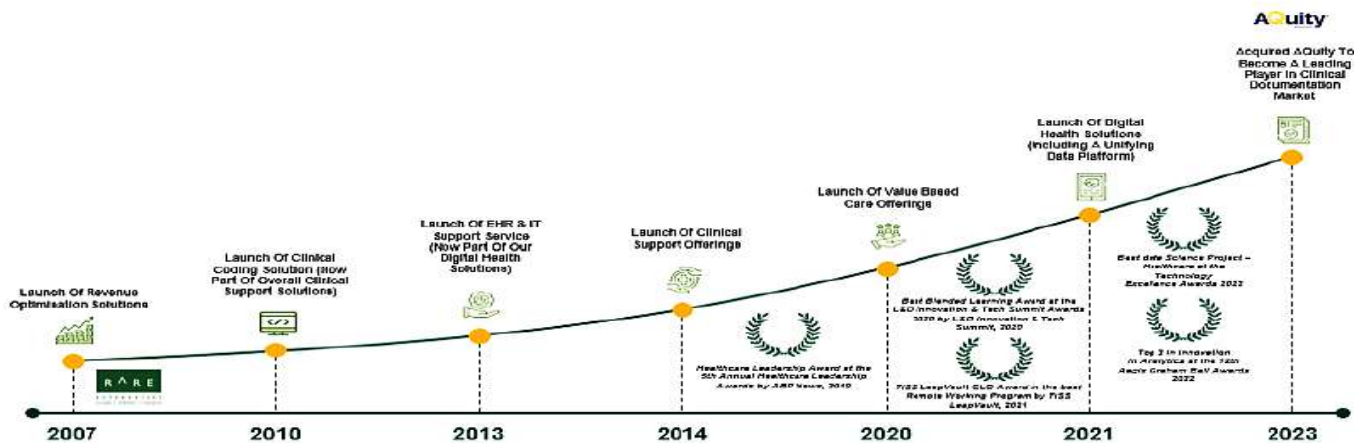 AQuity
Acquired AQuity To
Become A Leading
Player In Clinical
Documentation
Market
Launch Of Digital
Health Solutions
(Including A Unifying
Data Platform)
Launch Of Value Based
Care Offerings
Launch Of EHR & IT
Support Service
(Now Part Of Our
Digital Health
Solutions)
Launch Of Clinical
Support Offerings
Launch Of Clinical
Coding Solution (Now
Part Of Overall Clinical
Support Solutions)
Launch Of Revenue
Optimisation Solutions
RARE
Healthcare Leadership Award at the
5th Annual Healthcare Leadership
Awards by ABP News,
Best Blended Learning Award at the
L&D Innovation & Tech Summit Awards
2020 by L&D Innovation & Tech
Summit, 2020
TISS LeapVault CLO Award in the best
Remote Working Program by TISS
LeapVault, 2021
Best data Science Project –
Healthcare at the
Technology
Excellence Awards 2022
Top 3 in Innovation
in Analytics at the
Aegis Graham Bell Awards
2022
2007
2010
2013
2014
2020
2021
2023